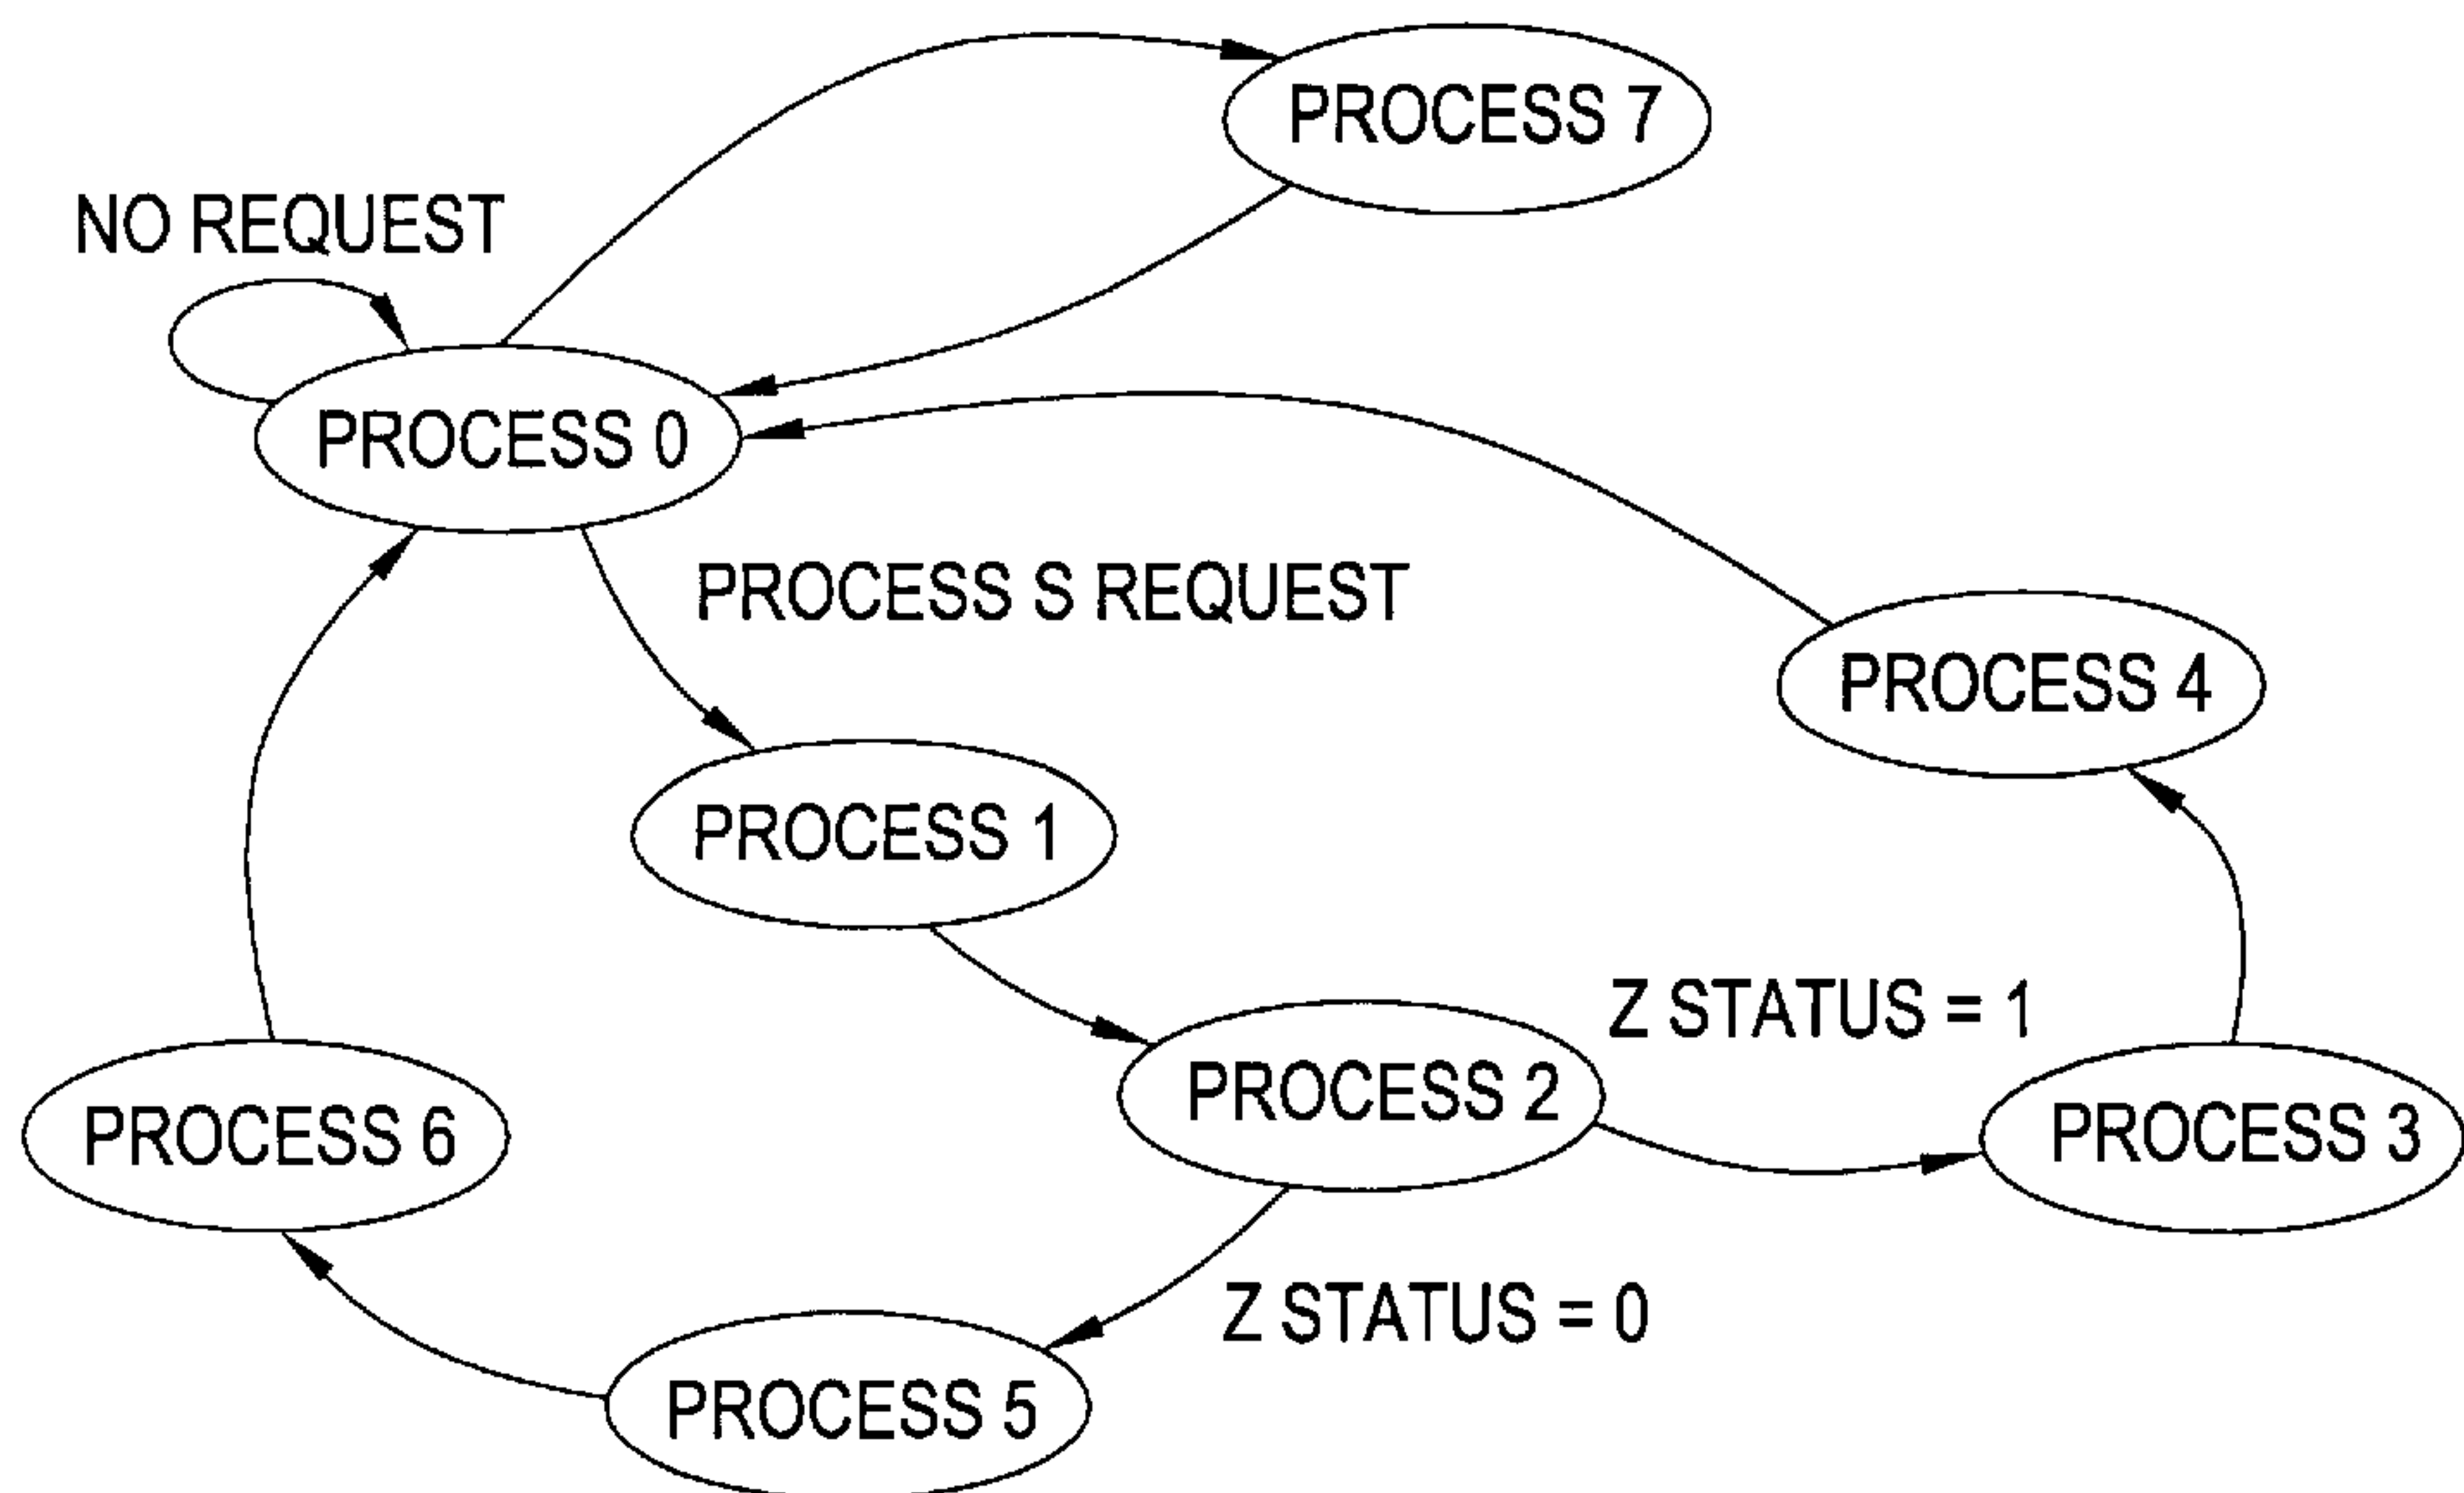 PROCESS 7
NO REQUEST
PROCESS 0
PROCESS S REQUEST
PROCESS 4
PROCESS 1
Z STATUS = 1
PROCESS 2
PROCESS 6
PROCESS 3
Z STATUS = 0
PROCESS 5